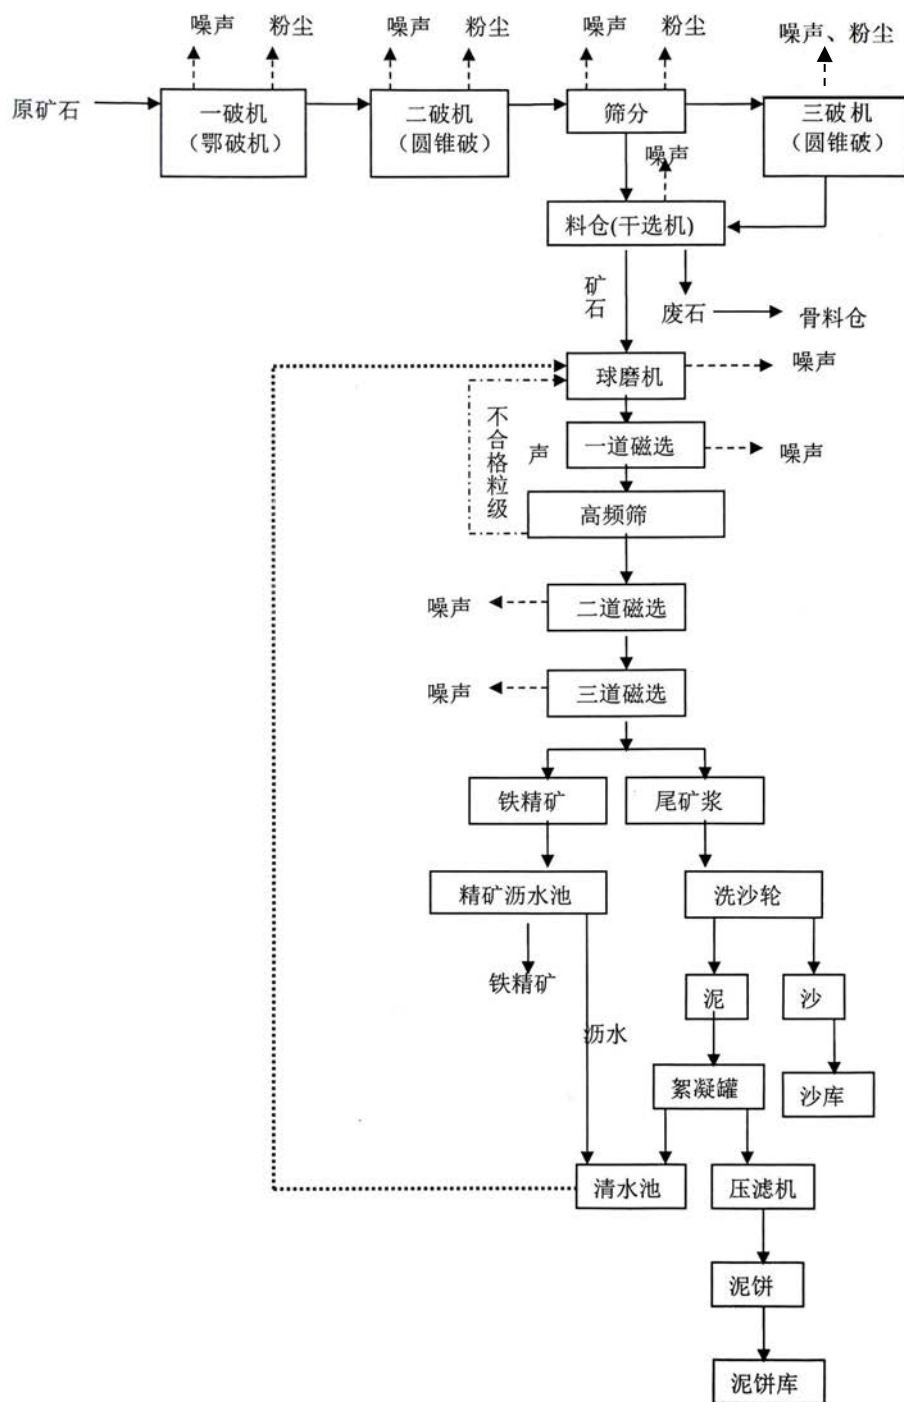 噪声
粉尘
噪声
粉尘
噪声
粉尘
噪声、粉尘
原矿石
一破机
（鄂破机）
二破机
（圆锥破）
筛分
三破机
（圆锥破）
噪声
料仓(干选机)
矿石
废石
骨料仓
球磨机
噪声
不合格粒级
声
一道磁选
噪声
高频筛
噪声
二道磁选
噪声
三道磁选
铁精矿
尾矿浆
精矿沥水池
洗沙轮
铁精矿
泥
沙
沥水
絮凝罐
沙库
清水池
压滤机
泥饼
泥饼库